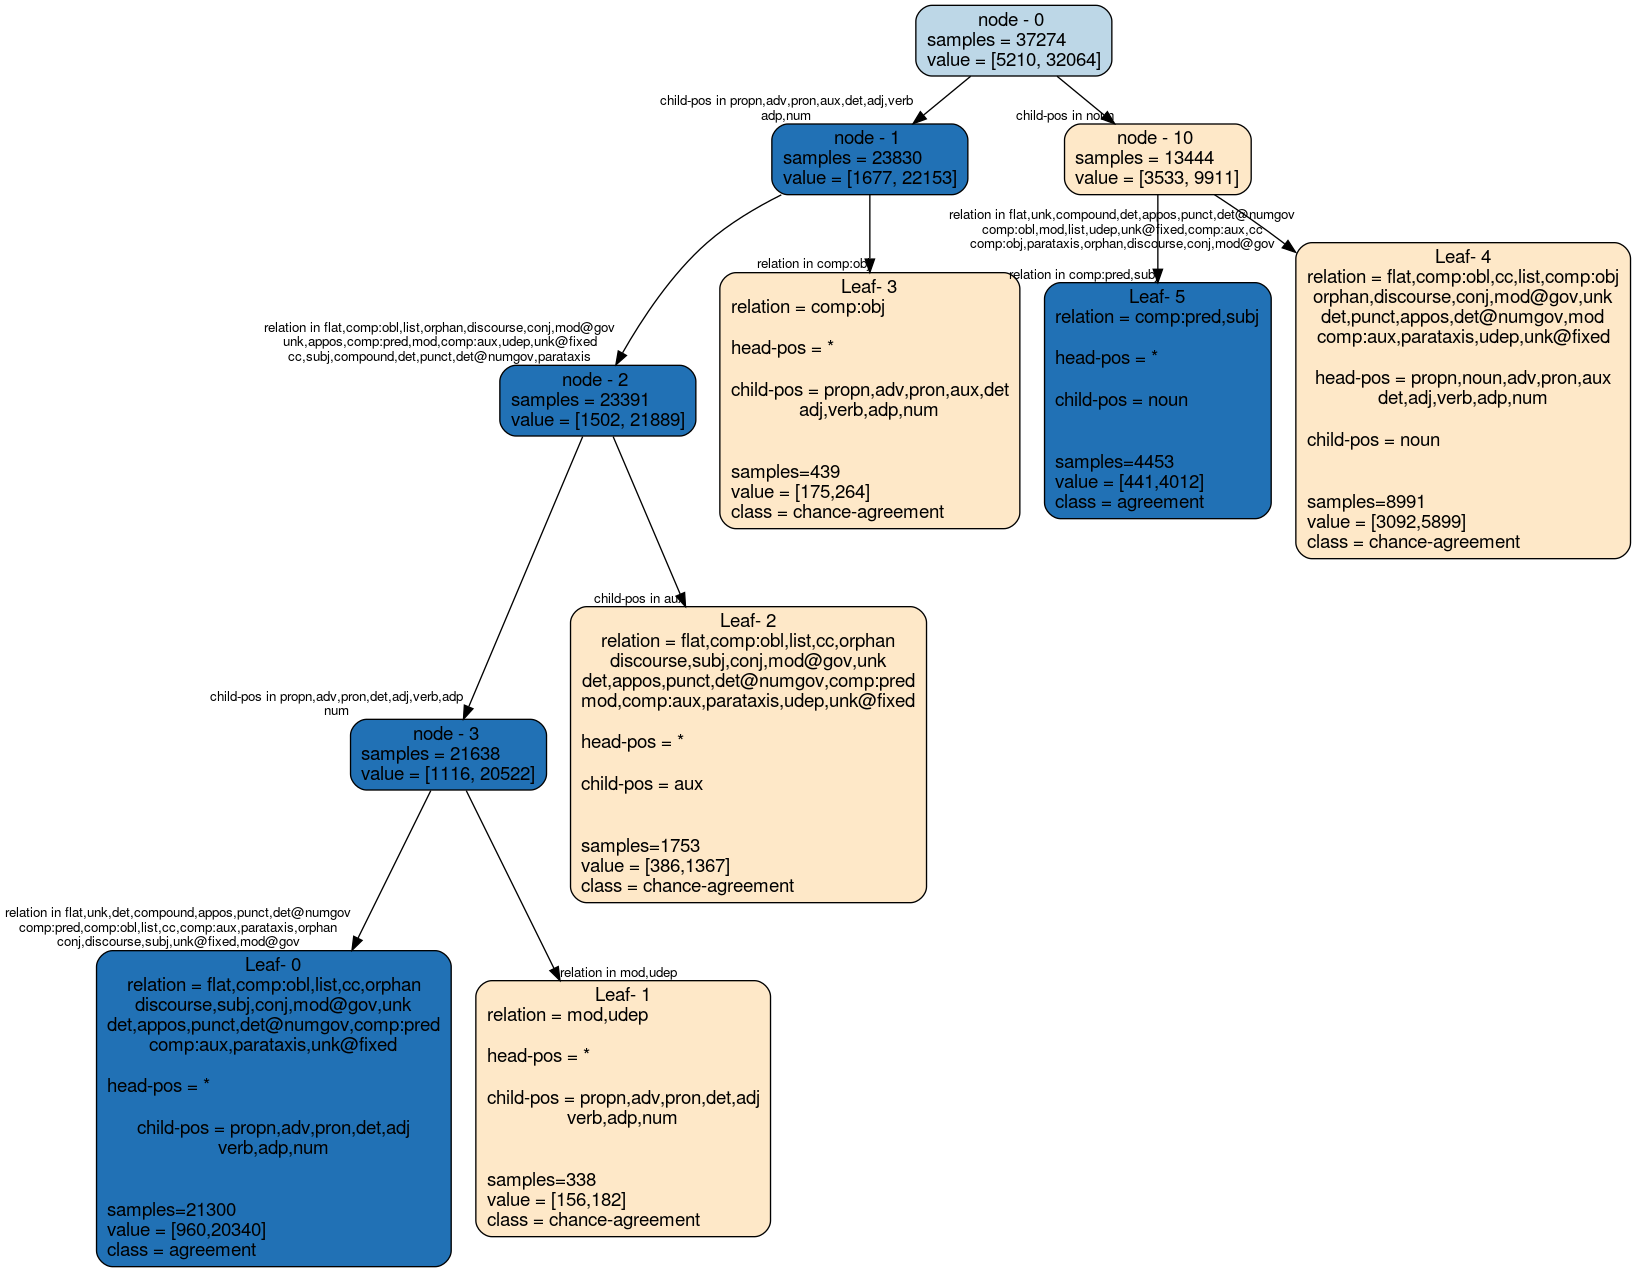 node - 0
samples = 37274
value = [5210, 32064]
child-pos in propn,adv,pron,aux,det,adj,verb
adp,num
child-pos in noun
node - 1
samples = 23830
value = [1677, 22153]
node - 10
samples = 13444
value = [3533, 9911]
relation in flat,unk,compound,det,appos,punct,det@numgov
comp:obl,mod,list,udep,unk@fixed,comp:aux,cc
comp:obj,parataxis,orphan,discourse,conj,mod@gov
relation in comp:obj
relation in comp:pred,subj
Leaf- 3
relation = comp:obj
head-pos = *
child-pos = propn,adv,pron,aux,det
adj,verb,adp,num
samples=439
value = [175,264]
class = chance-agreement
Leaf- 5
relation = comp:pred,subj
head-pos = *
child-pos = noun
samples=4453
value = [441,4012]
class = agreement
Leaf- 4
relation = flat,comp:obl,cc,list,comp:obj
orphan,discourse,conj,mod@gov,unk
det,punct,appos,det@numgov,mod
comp:aux,parataxis,udep,unk@fixed
head-pos = propn,noun,adv,pron,aux
det,adj,verb,adp,num
child-pos = noun
samples=8991
value = [3092,5899]
class = chance-agreement
relation in flat,comp:obl,list,orphan,discourse,conj,mod@gov
unk,appos,comp:pred,mod,comp:aux,udep,unk@fixed
cc,subj,compound,det,punct,det@numgov,parataxis
node - 2
samples = 23391
value = [1502, 21889]
child-pos in aux
Leaf- 2
relation = flat,comp:obl,list,cc,orphan
discourse,subj,conj,mod@gov,unk
det,appos,punct,det@numgov,comp:pred
mod,comp:aux,parataxis,udep,unk@fixed
head-pos = *
child-pos = aux
samples=1753
value = [386,1367]
class = chance-agreement
child-pos in propn,adv,pron,det,adj,verb,adp
num
node - 3
samples = 21638
value = [1116, 20522]
relation in flat,unk,det,compound,appos,punct,det@numgov
comp:pred,comp:obl,list,cc,comp:aux,parataxis,orphan
conj,discourse,subj,unk@fixed,mod@gov
relation in mod,udep
Leaf- 0
relation = flat,comp:obl,list,cc,orphan
discourse,subj,conj,mod@gov,unk
det,appos,punct,det@numgov,comp:pred
comp:aux,parataxis,unk@fixed
head-pos = *
child-pos = propn,adv,pron,det,adj
verb,adp,num
samples=21300
value = [960,20340]
class = agreement
Leaf- 1
relation = mod,udep
head-pos = *
child-pos = propn,adv,pron,det,adj
verb,adp,num
samples=338
value = [156,182]
class = chance-agreement